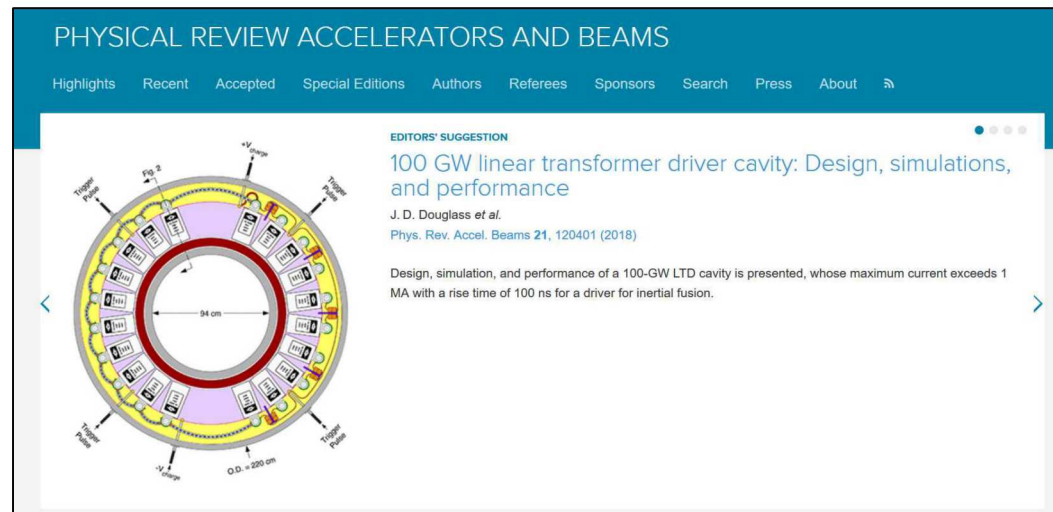 PHYSICAL REVIEW ACCELERATORS AND BEAMS
Highlights Recent Accepted Special Editions Authors Referees Sponsors Search Press About
EDITORS' SUGGESTION
100 GW linear transformer driver cavity: Design, simulations,
and performance
J. D. Douglass et al.
Phys. Rev. Accel. Beams 21, 120401 (2018)
Design, simulation, and performance of a 100-GW LTD cavity is presented, whose maximum current exceeds 1
MA with a rise time of 100 ns for a driver for inertial fusion.
+Vcharge
Fig. 2
Trigger
Pulse
Trigger
Pulse
94 cm
Trigger
Pulse
Trigger
Pulse
-Vcharge
O.D. = 220 cm